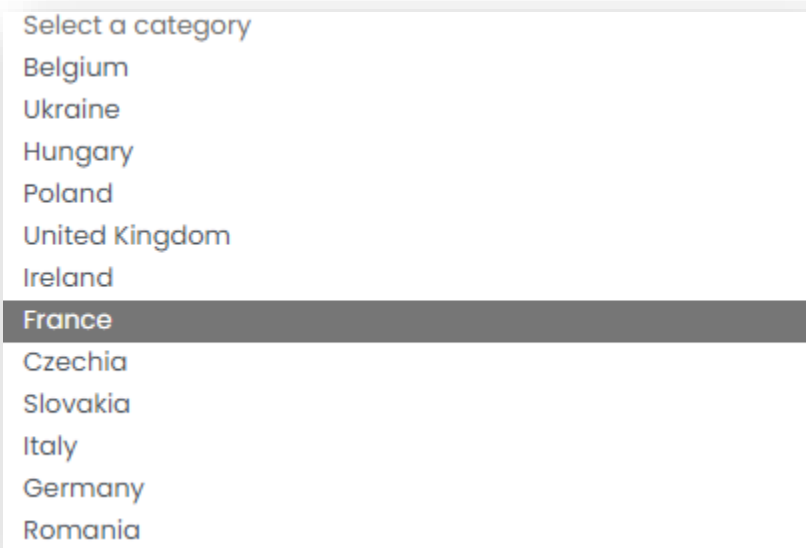 Select a category
Belgium
Ukraine
Hungary
Poland
United Kingdom
Ireland
France
Czechia
Slovakia
Italy
Germany
Romania